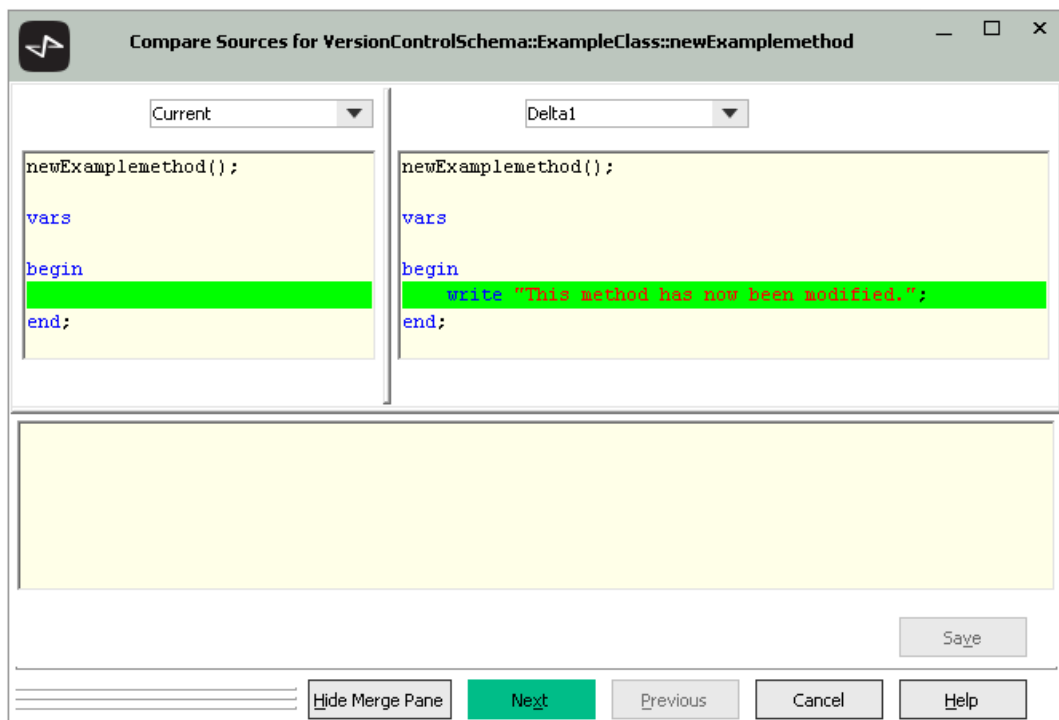 Compare Sources for VersionControlSchema::ExampleClass::newExamplemethod
Current
Delta1
newExamplemethod();
vars
begin
end;
newExamplemethod();
vars
begin
write "This method has now been modified.";
end;
Save
Hide Merge Pane
Next
Previous
Cancel
Help